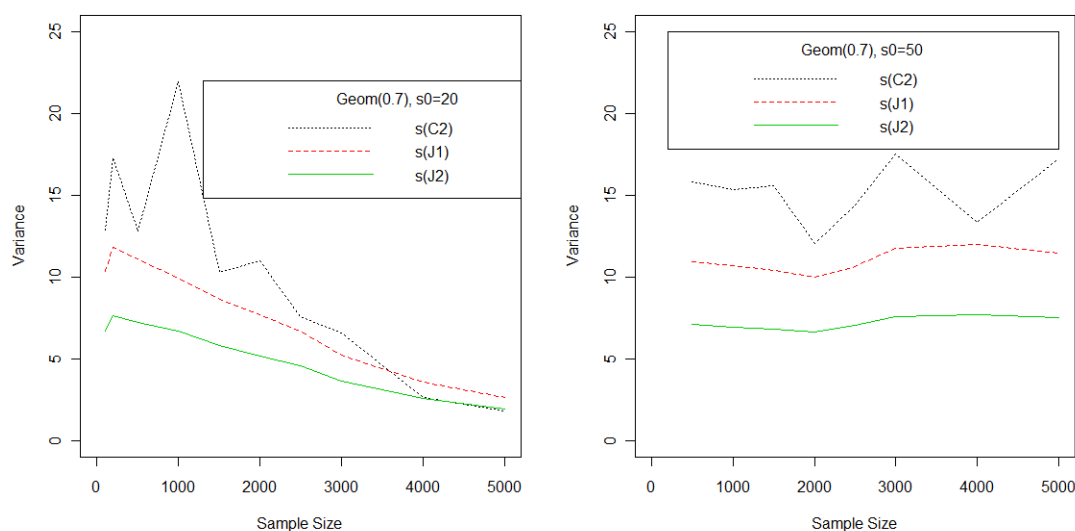 Geom(0.7), s0=20
s(C2)
s(J1)
s(J2)
Variance
0
5
10
15
20
25
0
1000
2000
3000
4000
5000
Sample Size
Geom(0.7), s0=50
s(C2)
s(J1)
s(J2)
Variance
0
5
10
15
20
25
0
1000
2000
3000
4000
5000
Sample Size